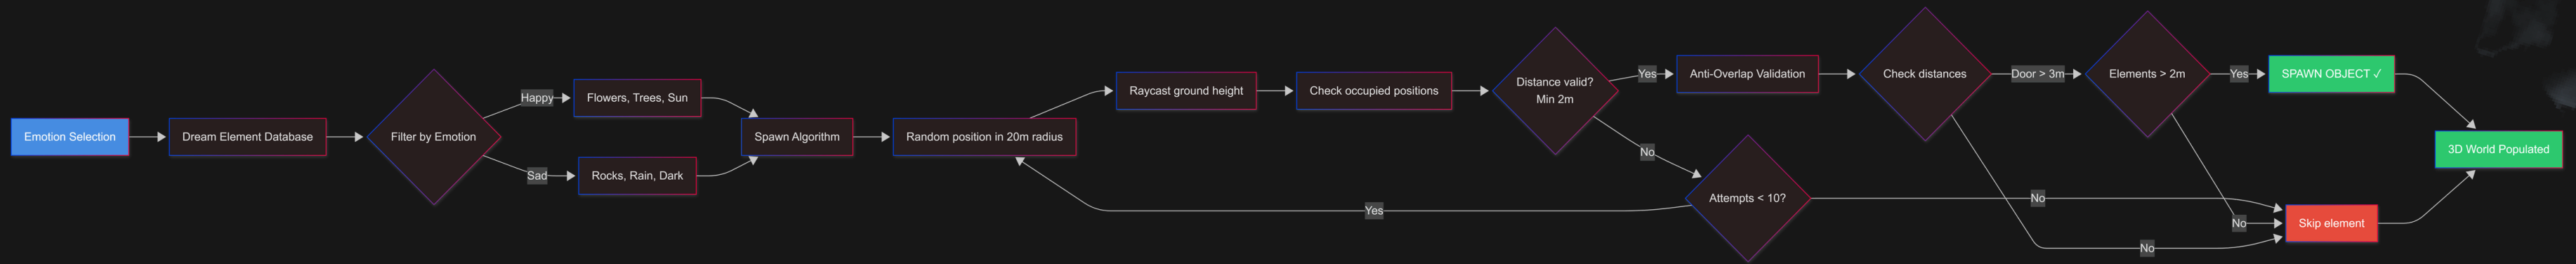 Emotion Selection
Dream Element Database
Filter by Emotion
Happy
Sad
Flowers, Trees, Sun
Rocks, Rain, Dark
Spawn Algorithm
Random position in 20m radius
Raycast ground height
Check occupied positions
Distance valid?
Min 2m
Yes
No
Anti-Overlap Validation
Attempts < 10?
Yes
No
Check distances
Door > 3m
No
Elements > 2m
Yes
No
SPAWN OBJECT ✓
Skip element
3D World Populated